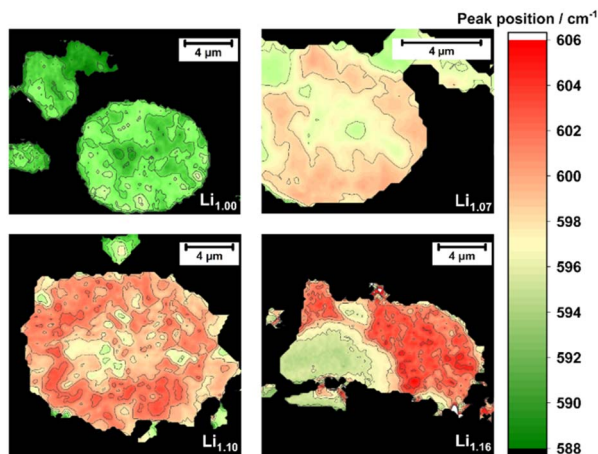 Peak position / cm⁻¹
4 µm
Li₁.₀₀
4 µm
Li₁.₀₇
4 µm
Li₁.₁₀
4 µm
Li₁.₁₆
606
604
602
600
598
596
594
592
590
588